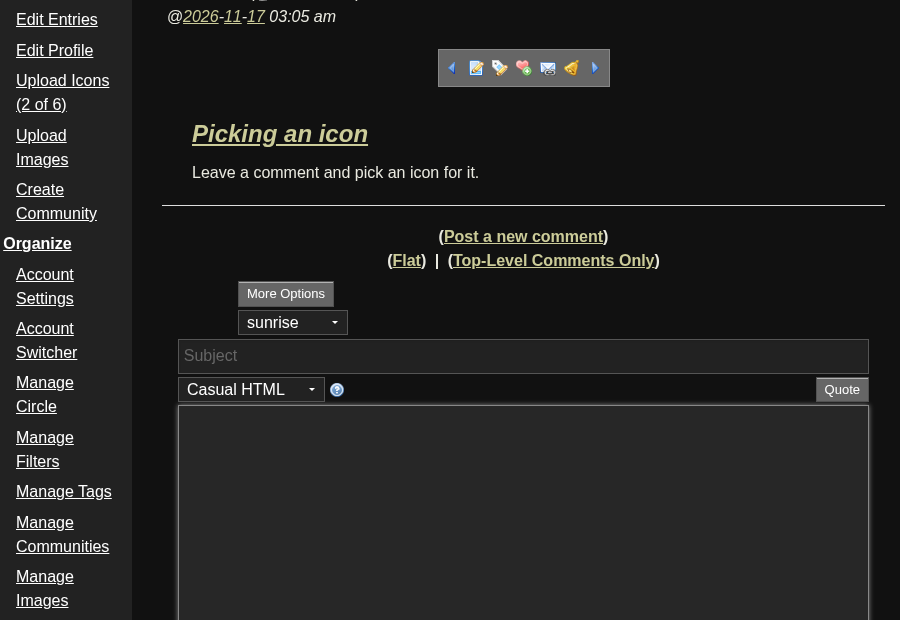 Edit Entries
Edit Profile
Upload Icons
(2 of 6)
Upload
Images
Create
Community
Organize
Account
Settings
Account
Switcher
Manage
Circle
Manage
Filters
Manage Tags
Manage
Communities
Manage
Images
@2026-11-17 03:05 am
Picking an icon
Leave a comment and pick an icon for it.
(Post a new comment)
(Flat) | (Top-Level Comments Only)
More Options
sunrise
Subject
Casual HTML
Quote